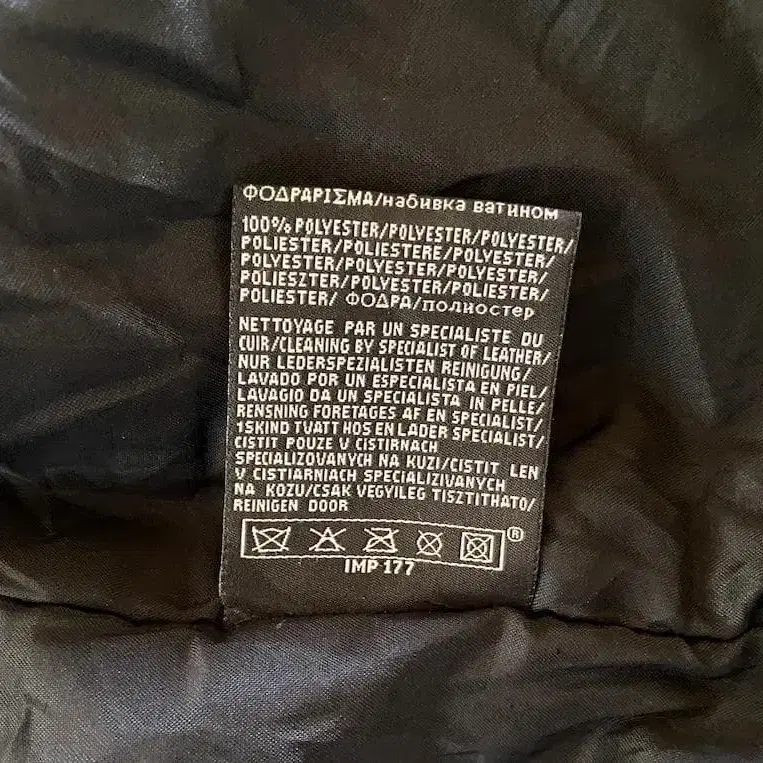 ΦΟΔΡΑΡΙΣΜΑ/набивка ватином
100% POLYESTER/POLYESTER/POLYESTER/
POLIESTER/POLIESTERE/POLYESTER/
POLYESTER/POLYESTER/POLYESTER/
POLIESZTER/POLYESTER/POLIESTER/
POLIESTER/ ΦΟΔΡΑ/полиостер
NETTOYAGE PAR UN SPECIALISTE DU
CUIR/CLEANING BY SPECIALIST OF LEATHER/
NUR LEDERSPEZIALISTEN REINIGUNG/
LAVADO POR UN ESPECIALISTA EN PIEL/
LAVAGIO DA UN SPECIALISTA IN PELLE/
RENSNING FORETAGES AF EN SPECIALIST/
1SKIND TVATT HOS EN LADER SPECIALIST/
CISTIT POUZE V CISTIRNACH
SPECIALIZOVANYCH NA KUZI/CISTIT LEN
V CISTIARNIACH SPECIALIZIVANYCH
NA KOZU/CSAK VEGYILEG TISZTITHATO/
REINIGEN DOOR
®
IMP 177